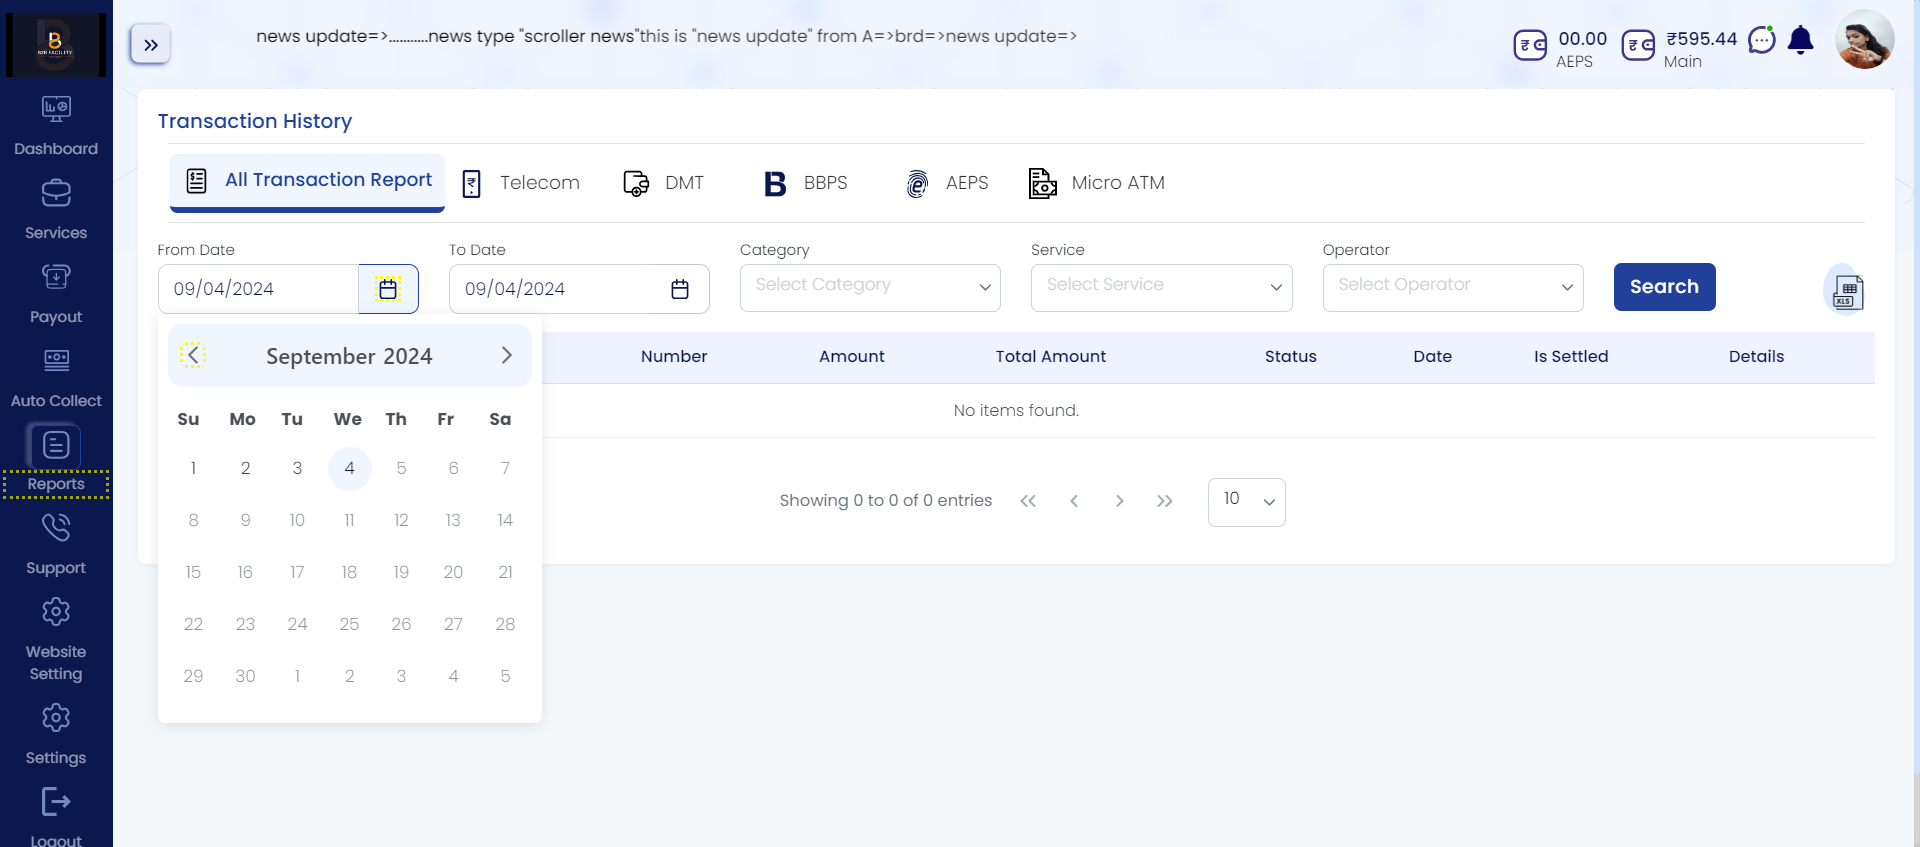 B2B FACILITY
news update=>...........news type "scroller news"this is "news update" from A=>brd=>news update=>
00.00
AEPS
₹595.44
Main
Dashboard
Services
Payout
Auto Collect
Reports
Support
Website
Setting
Settings
Logout
Transaction History
All Transaction Report
Telecom
DMT
B BBPS
AEPS
Micro ATM
From Date
To Date
Category
Service
Operator
09/04/2024
09/04/2024
Select Category
Select Service
Select Operator
Search
XLS
Number Amount Total Amount Status Date Is Settled Details
No items found.
September 2024
Su Mo Tu We Th Fr Sa
1 2 3 4 5 6 7
8 9 10 11 12 13 14
15 16 17 18 19 20 21
22 23 24 25 26 27 28
29 30 1 2 3 4 5
Showing 0 to 0 of 0 entries
10